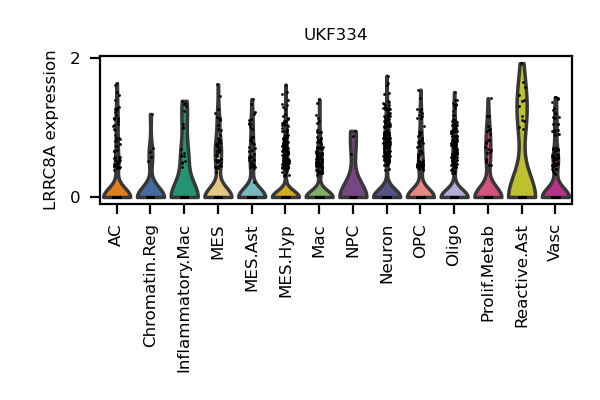 UKF334
LRRC8A expression
2
0
AC
Chromatin.Reg
Inflammatory.Mac
MES
MES.Ast
MES.Hyp
Mac
NPC
Neuron
OPC
Oligo
Prolif.Metab
Reactive.Ast
Vasc